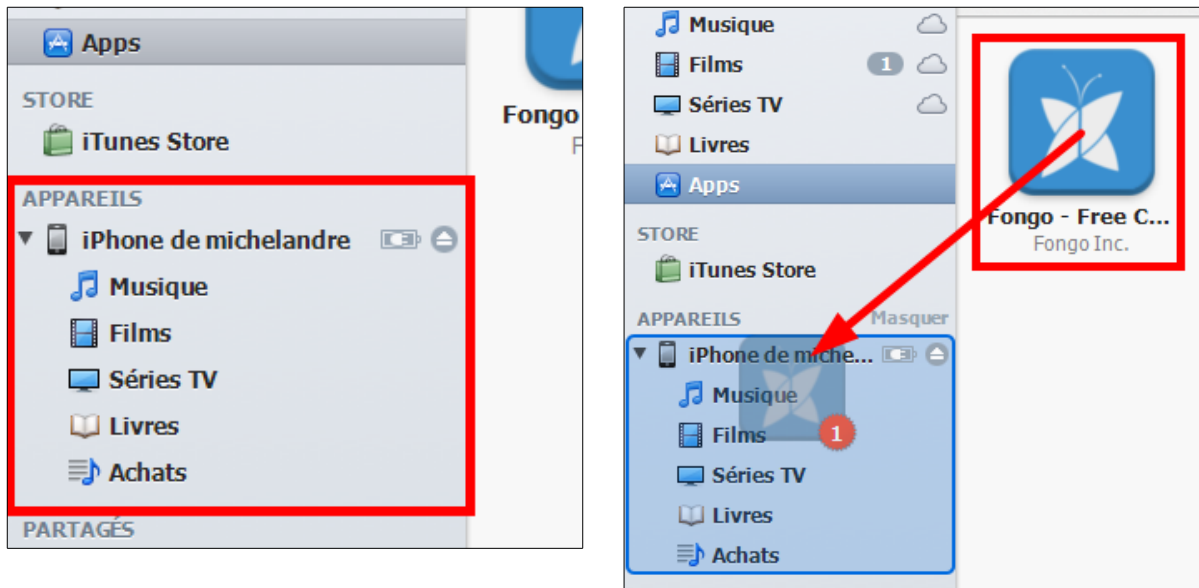 Apps
STORE
iTunes Store
APPAREILS
iPhone de michelandre
Musique
Films
Séries TV
Livres
Achats
PARTAGÉS
Fongo
F
Musique
Films 1
Séries TV
Livres
Apps
STORE
iTunes Store
APPAREILS Masquer
iPhone de miche...
Musique
Films 1
Séries TV
Livres
Achats
Fongo - Free C...
Fongo Inc.